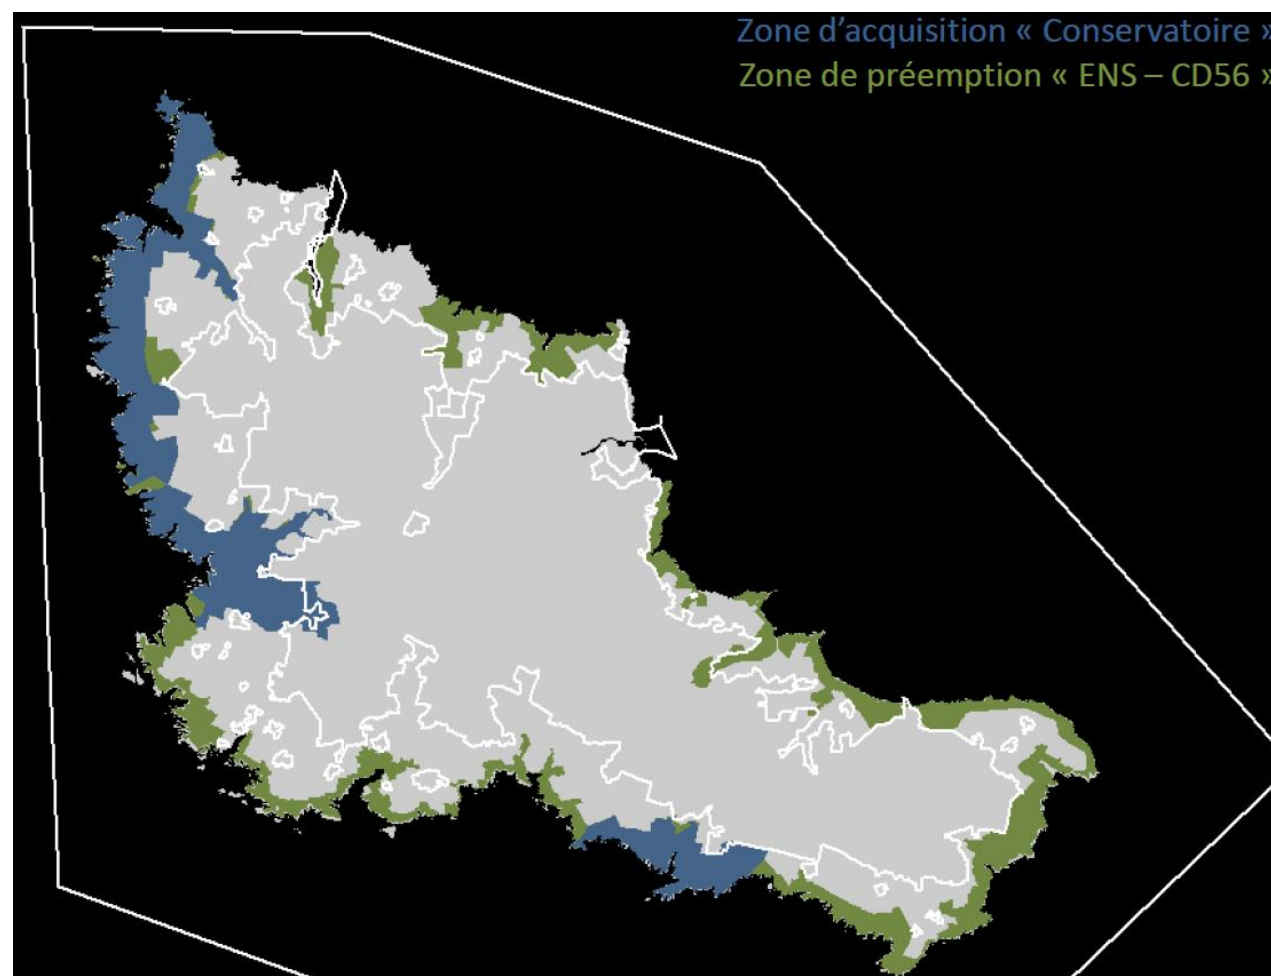 Zone d’acquisition « Conservatoire »
Zone de préemption « ENS – CD56 »